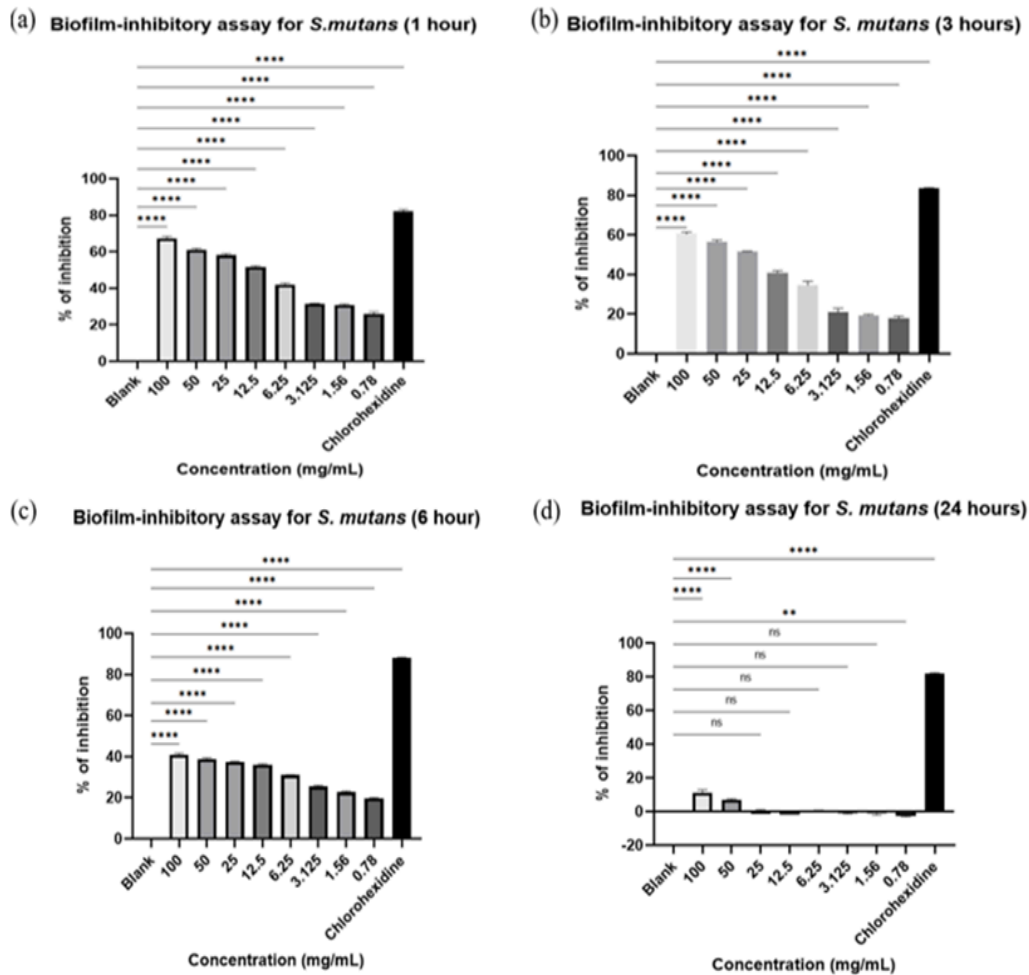 (a) Biofilm-inhibitory assay for S.mutans (1 hour)
****
****
****
****
****
****
****
****
****
% of inhibition
100
80
60
40
20
0
Blank 100 50 25 12.5 6.25 3.125 1.56 0.78 Chlorohexidine
Concentration (mg/mL)
(b) Biofilm-inhibitory assay for S. mutans (3 hours)
****
****
****
****
****
****
****
****
****
% of inhibition
100
80
60
40
20
0
Blank 100 50 25 12.5 6.25 3.125 1.56 0.78 Chlorohexidine
Concentration (mg/mL)
(c) Biofilm-inhibitory assay for S. mutans (6 hour)
****
****
****
****
****
****
****
****
****
% of inhibition
100
80
60
40
20
0
Blank 100 50 25 12.5 6.25 3.125 1.56 0.78 Chlorohexidine
Concentration (mg/mL)
(d) Biofilm-inhibitory assay for S. mutans (24 hours)
****
****
****
**
ns
ns
ns
ns
ns
% of inhibition
100
80
60
40
20
0
-20
Blank 100 50 25 12.5 6.25 3.125 1.56 0.78 Chlorohexidine
Concentration (mg/mL)